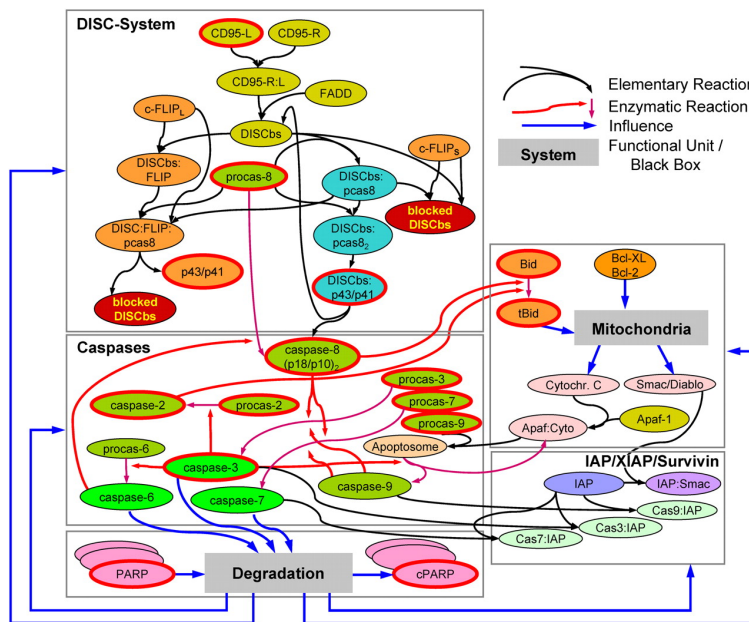 DISC-System
CD95-L
CD95-R
CD95-R:L
FADD
c-FLIPL
DISCbs
c-FLIPS
DISCbs:
FLIP
procas-8
DISCbs:
pcas8
blocked
DISCbs
DISC:FLIP:
pcas8
DISCbs:
pcas82
p43/p41
DISCbs:
p43/p41
blocked
DISCbs
Elementary Reaction
Enzymatic Reaction
Influence
System
Functional Unit /
Black Box
Bid
tBid
Bcl-XL
Bcl-2
Mitochondria
Cytochr. C
Smac/Diablo
Apaf:Cyto
Apaf-1
Caspases
caspase-8
(p18/p10)2
procas-3
procas-7
procas-9
caspase-2
procas-2
Apoptosome
procas-6
caspase-3
caspase-6
caspase-7
caspase-9
IAP/XIAP/Survivin
IAP
IAP:Smac
Cas9:IAP
Cas3:IAP
Cas7:IAP
PARP
Degradation
cPARP